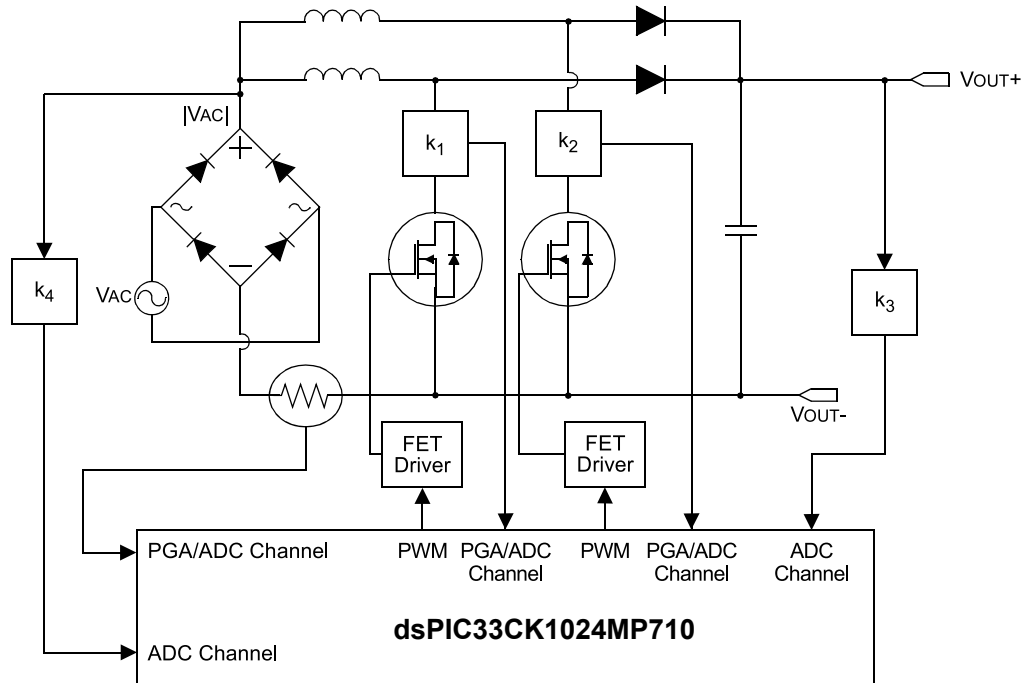 VOUT+
|VAC|
k1
k2
k4
VAC
k3
VOUT-
FET
Driver
FET
Driver
PGA/ADC Channel
PWM
PGA/ADC
Channel
PWM
PGA/ADC
Channel
ADC
Channel
dsPIC33CK1024MP710
ADC Channel